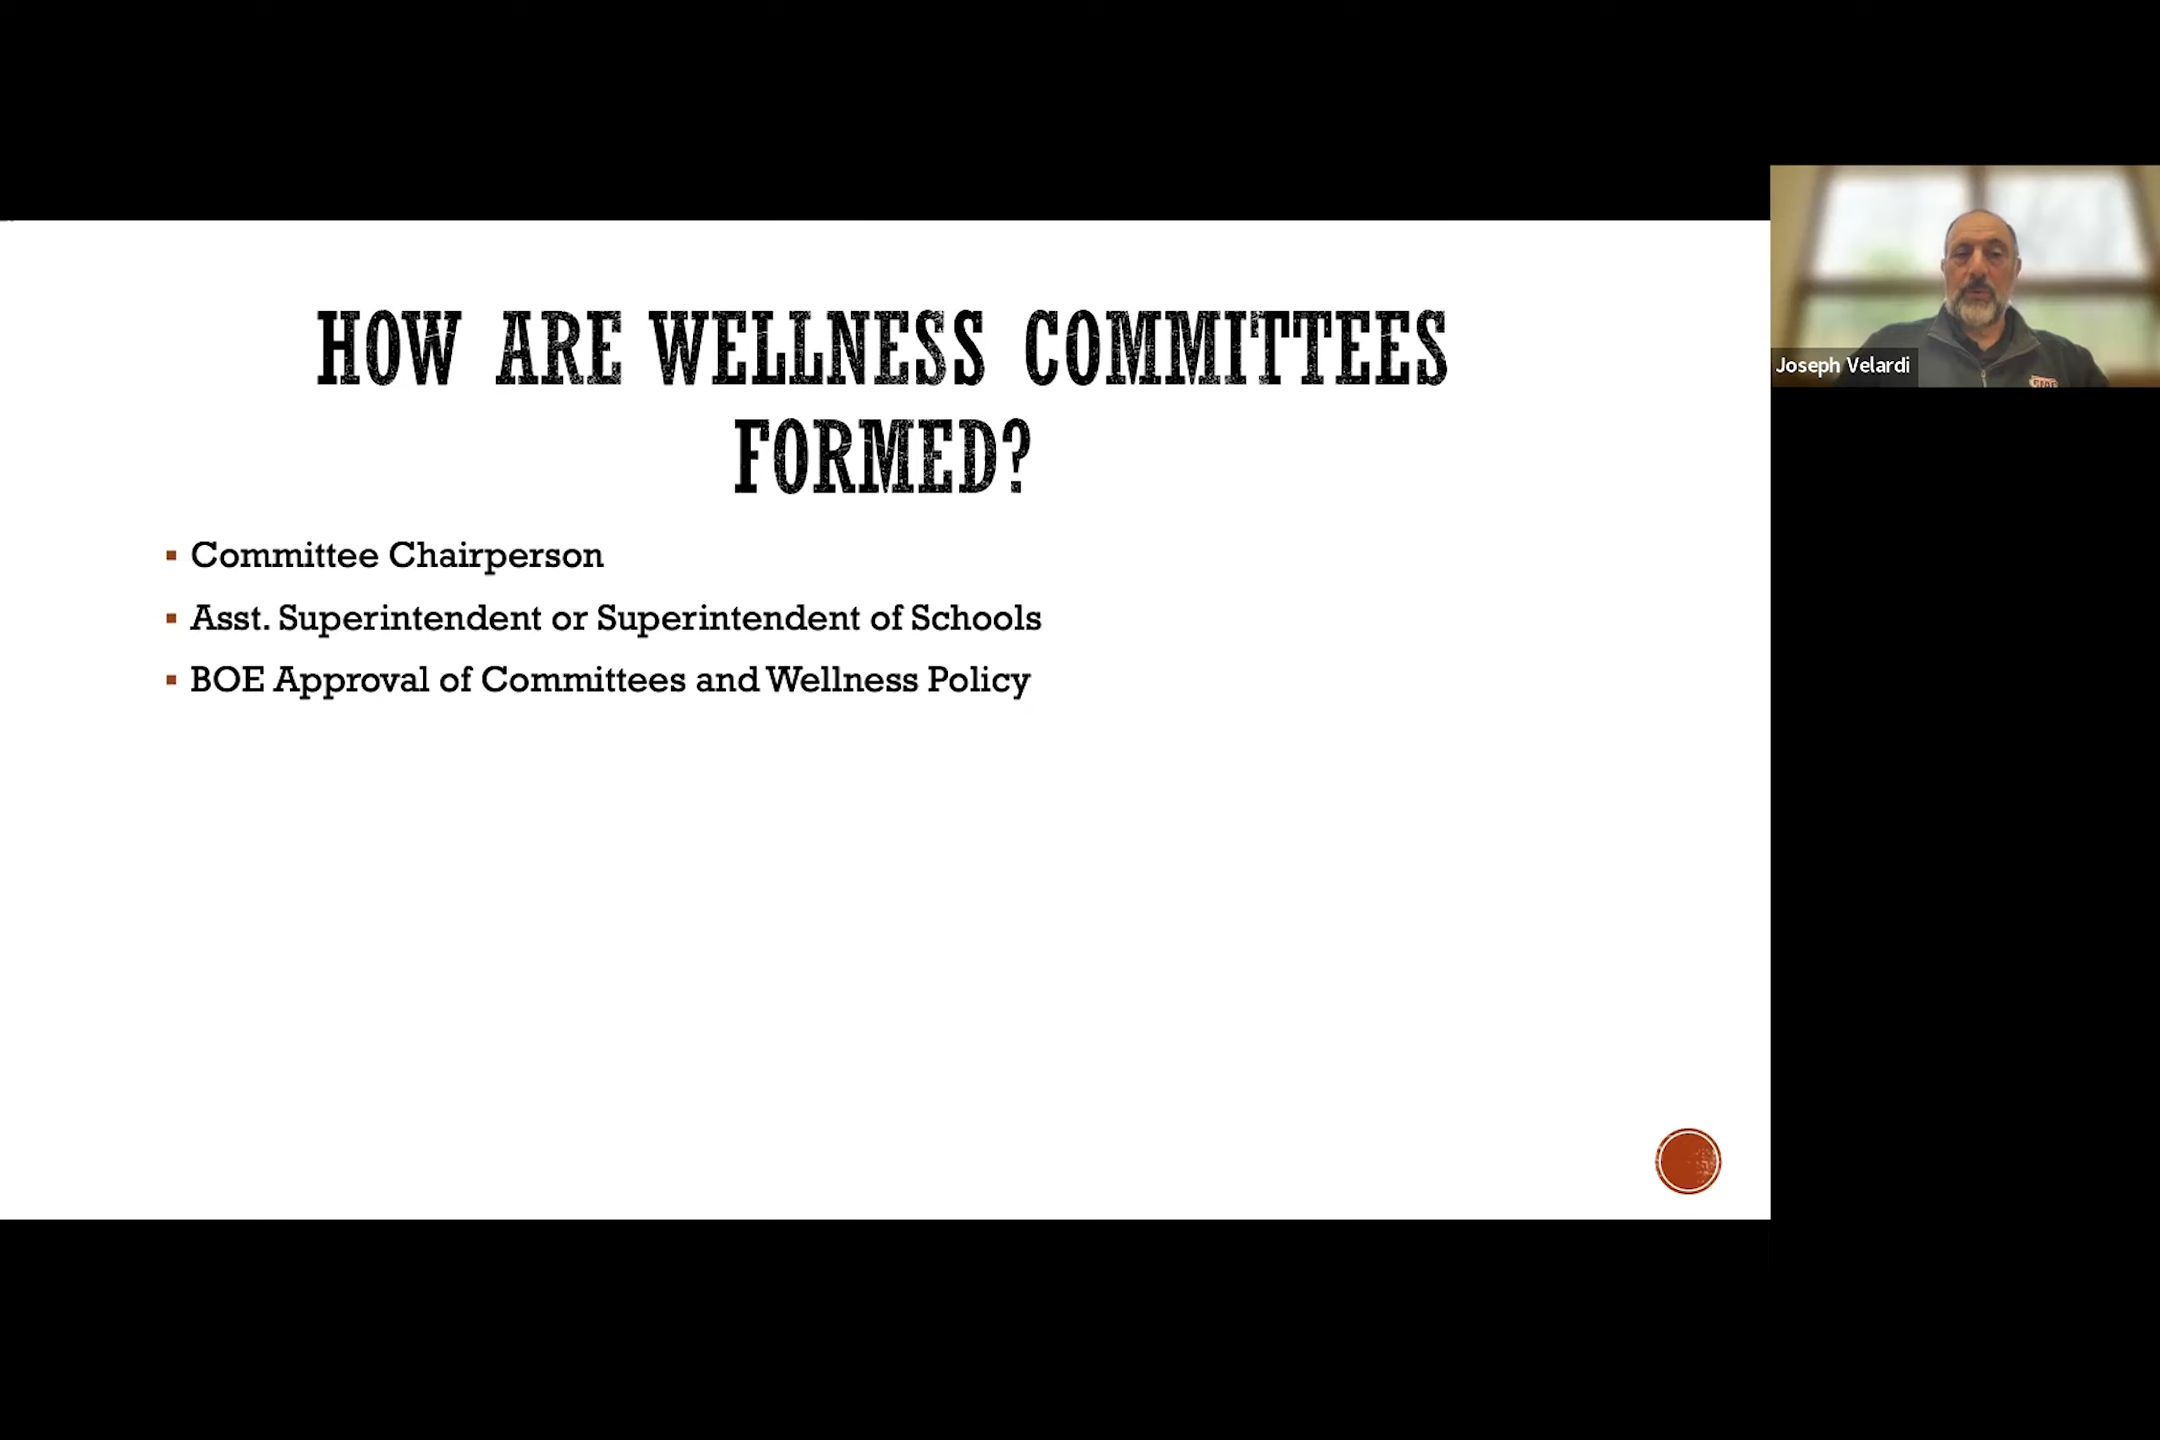 HOW ARE WELLNESS COMMITTEES
FORMED?
Committee Chairperson
Asst. Superintendent or Superintendent of Schools
BOE Approval of Committees and Wellness Policy
Joseph Velardi